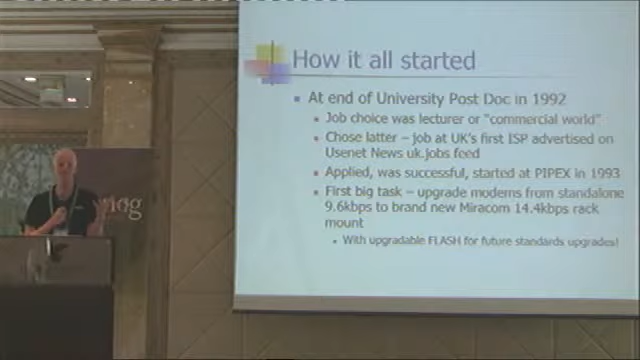 How it all started
At end of University Post Doc in 1992
Job choice was lecturer or "commercial world"
Chose latter – job at UK's first ISP advertised on
Usenet News uk.jobs feed
Applied, was successful, started at PIPEX in 1993
First big task – upgrade modems from standalone
9.6kbps to brand new Miracom 14.4kbps rack
mount
With upgradable FLASH for future standards upgrades!